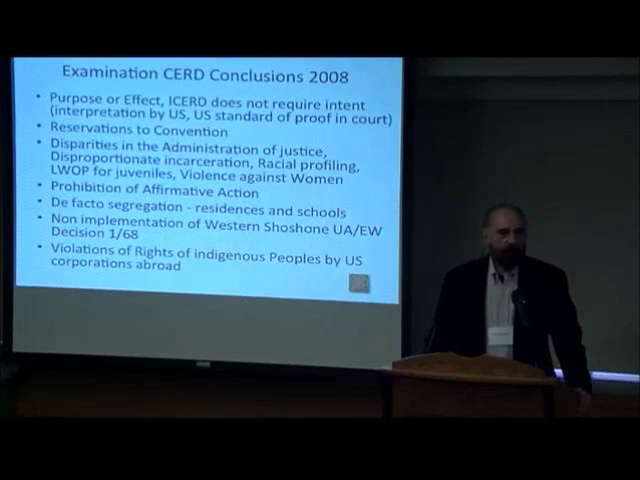 Examination CERD Conclusions 2008
• Purpose or Effect, ICERD does not require intent
(interpretation by US, US standard of proof in court)
• Reservations to Convention
• Disparities in the Administration of justice,
Disproportionate incarceration, Racial profiling,
LWOP for juveniles, Violence against Women
• Prohibition of Affirmative Action
• De facto segregation - residences and schools
• Non implementation of Western Shoshone UA/EW
Decision 1/68
• Violations of Rights of indigenous Peoples by US
corporations abroad